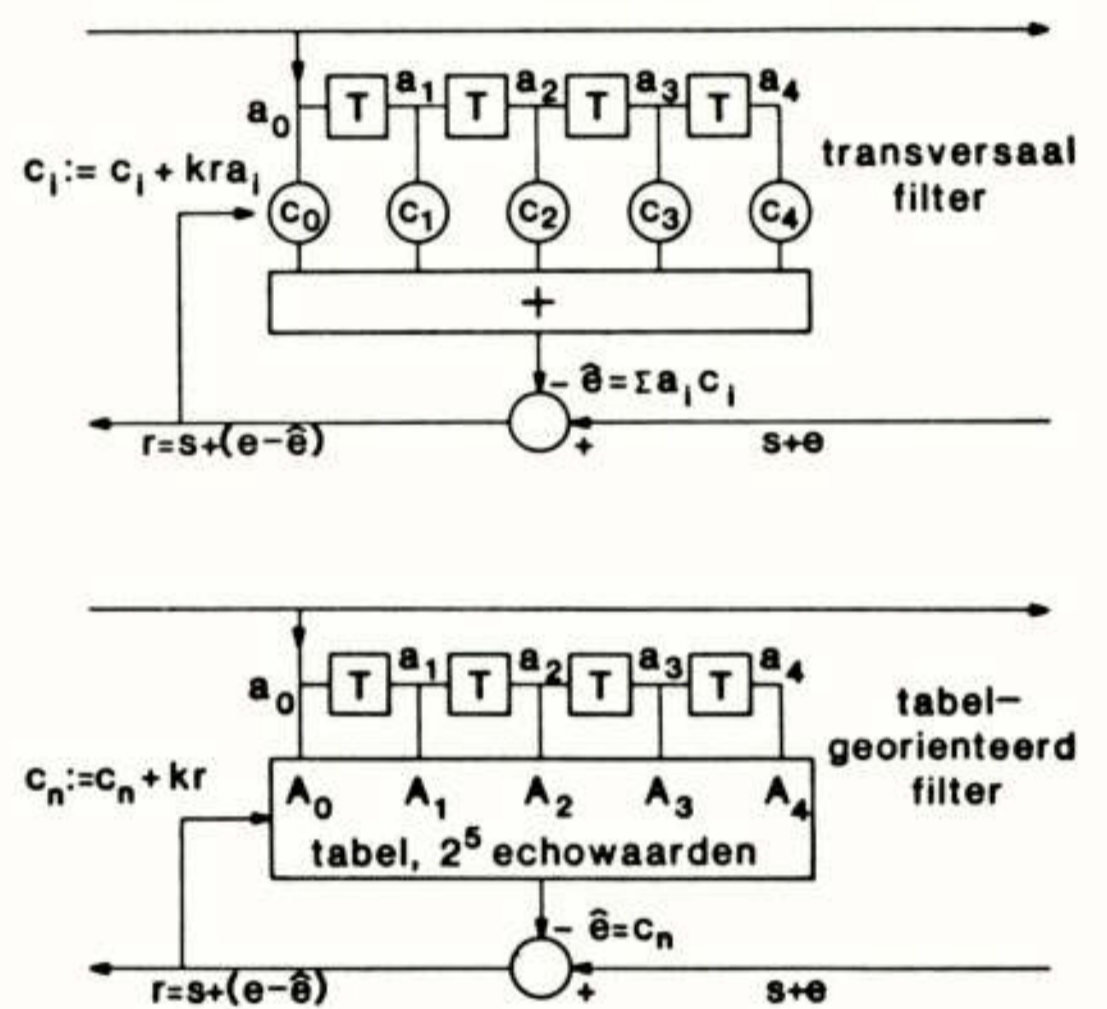 a₁ a₂ a₃ a₄
a₀ T T T T
transversaal
filter
cᵢ:= cᵢ + kraᵢ
c₀ c₁ c₂ c₃ c₄
+
- ê=Σaᵢcᵢ
r=s+(e-ê) + s+e
a₁ a₂ a₃ a₄
a₀ T T T T
tabel-
georienteerd
filter
cₙ:=cₙ + kr
A₀ A₁ A₂ A₃ A₄
tabel, 2⁵ echowaarden
- ê=cₙ
r=s+(e-ê) + s+e